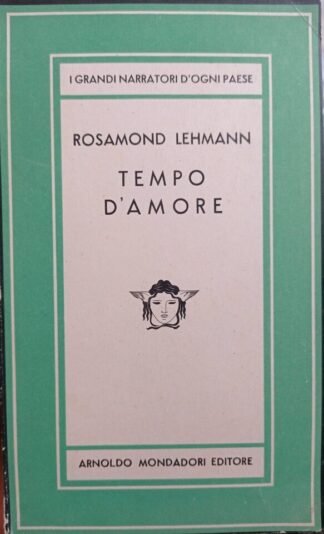 I GRANDI NARRATORI D'OGNI PAESE
ROSAMOND LEHMANN
TEMPO
D'AMORE
ARNOLDO MONDADORI EDITORE